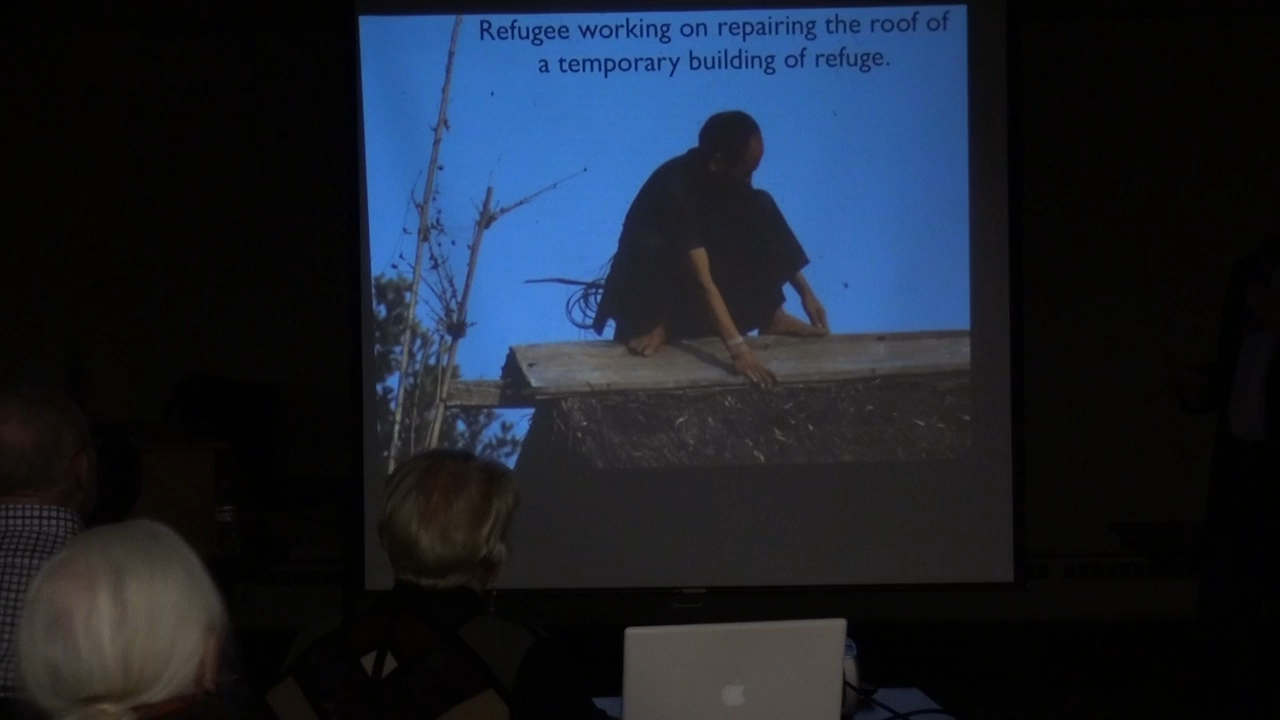 Refugee working on repairing the roof of
a temporary building of refuge.